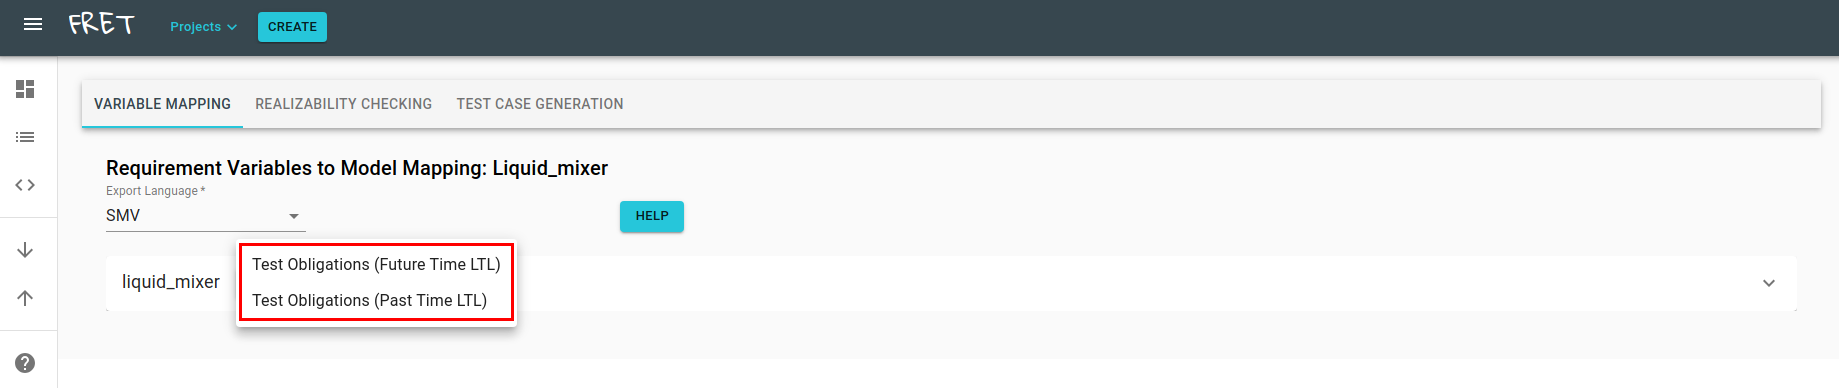 FRET
Projects
CREATE
VARIABLE MAPPING
REALIZABILITY CHECKING
TEST CASE GENERATION
Requirement Variables to Model Mapping: Liquid_mixer
Export Language *
SMV
HELP
liquid_mixer
Test Obligations (Future Time LTL)
Test Obligations (Past Time LTL)